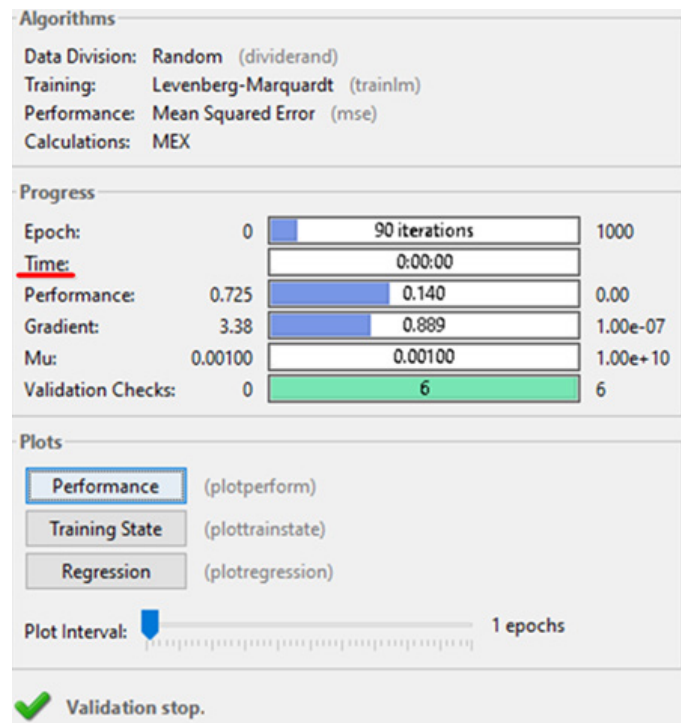 Algorithms
Data Division: Random (dividerand)
Training: Levenberg-Marquardt (trainlm)
Performance: Mean Squared Error (mse)
Calculations: MEX
Progress
Epoch: 0 90 iterations 1000
Time: 0:00:00
Performance: 0.725 0.140 0.00
Gradient: 3.38 0.889 1.00e-07
Mu: 0.00100 0.00100 1.00e+10
Validation Checks: 0 6 6
Plots
Performance (plotperform)
Training State (plottrainstate)
Regression (plotregression)
Plot Interval: 1 epochs
Validation stop.